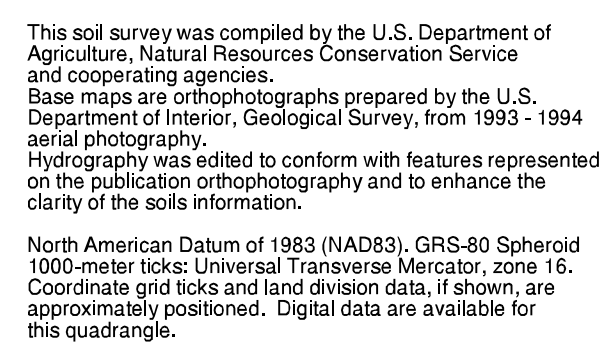 This soil survey was compiled by the U.S. Department of
Agriculture, Natural Resources Conservation Service
and cooperating agencies.
Base maps are orthophotographs prepared by the U.S.
Department of Interior, Geological Survey, from 1993 - 1994
aerial photography.
Hydrography was edited to conform with features represented
on the publication orthophotography and to enhance the
clarity of the soils information.

North American Datum of 1983 (NAD83). GRS-80 Spheroid
1000-meter ticks: Universal Transverse Mercator, zone 16.
Coordinate grid ticks and land division data, if shown, are
approximately positioned.  Digital data are available for
this quadrangle.